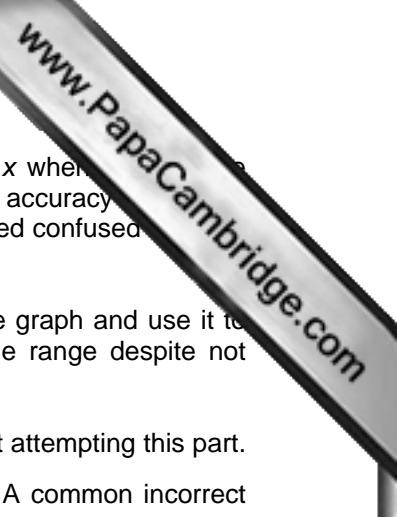 www.PapaCambridge.com
x when
accuracy
ed confused
e graph and use it to
e range despite not
t attempting this part.
A common incorrect